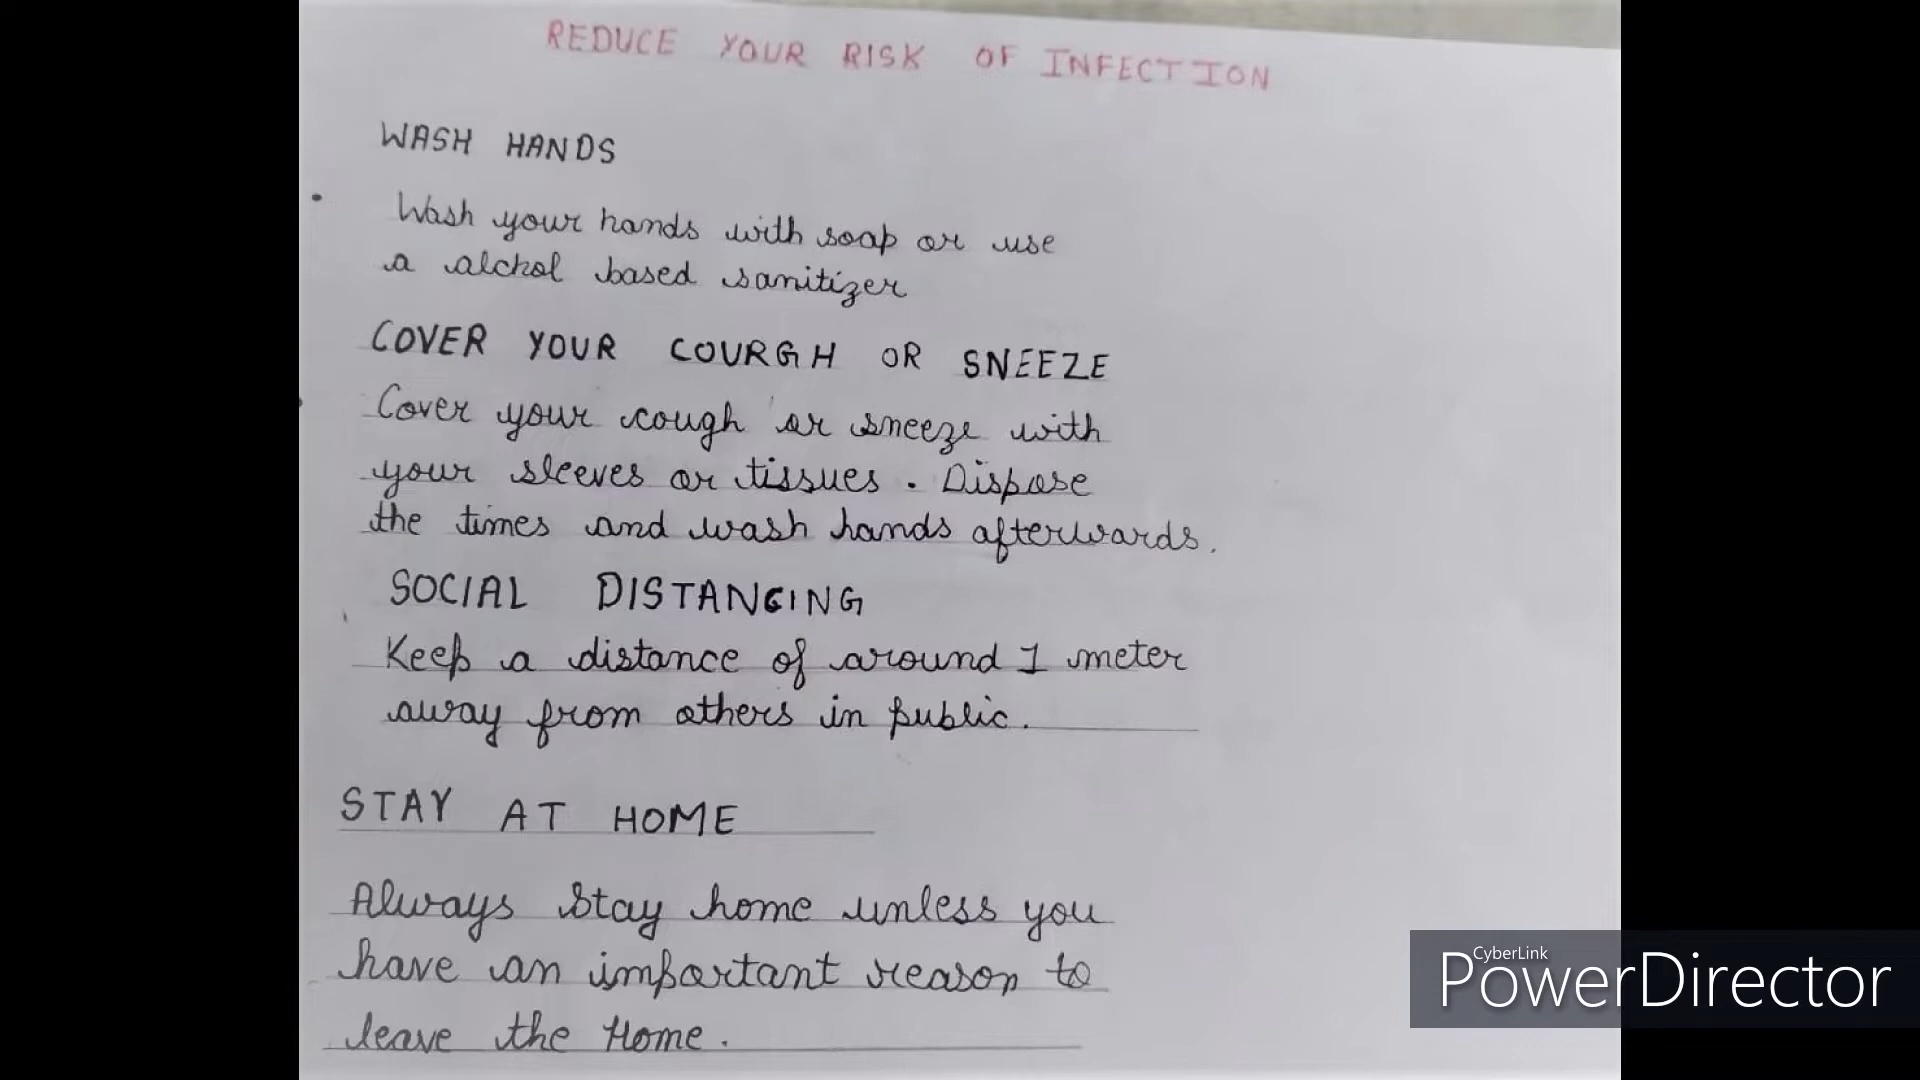 REDUCE YOUR RISK OF INFECTION
WASH HANDS
Wash your hands with soap or use
a alchol based sanitizer
COVER YOUR COURGH OR SNEEZE
Cover your cough or sneeze with
your sleeves or tissues. Dispose
the times and wash hands afterwards.
SOCIAL DISTANCING
Keep a distance of around 1 meter
away from others in public.
STAY AT HOME
Always stay home unless you
have an important reason to
leave the Home.
CyberLink
PowerDirector